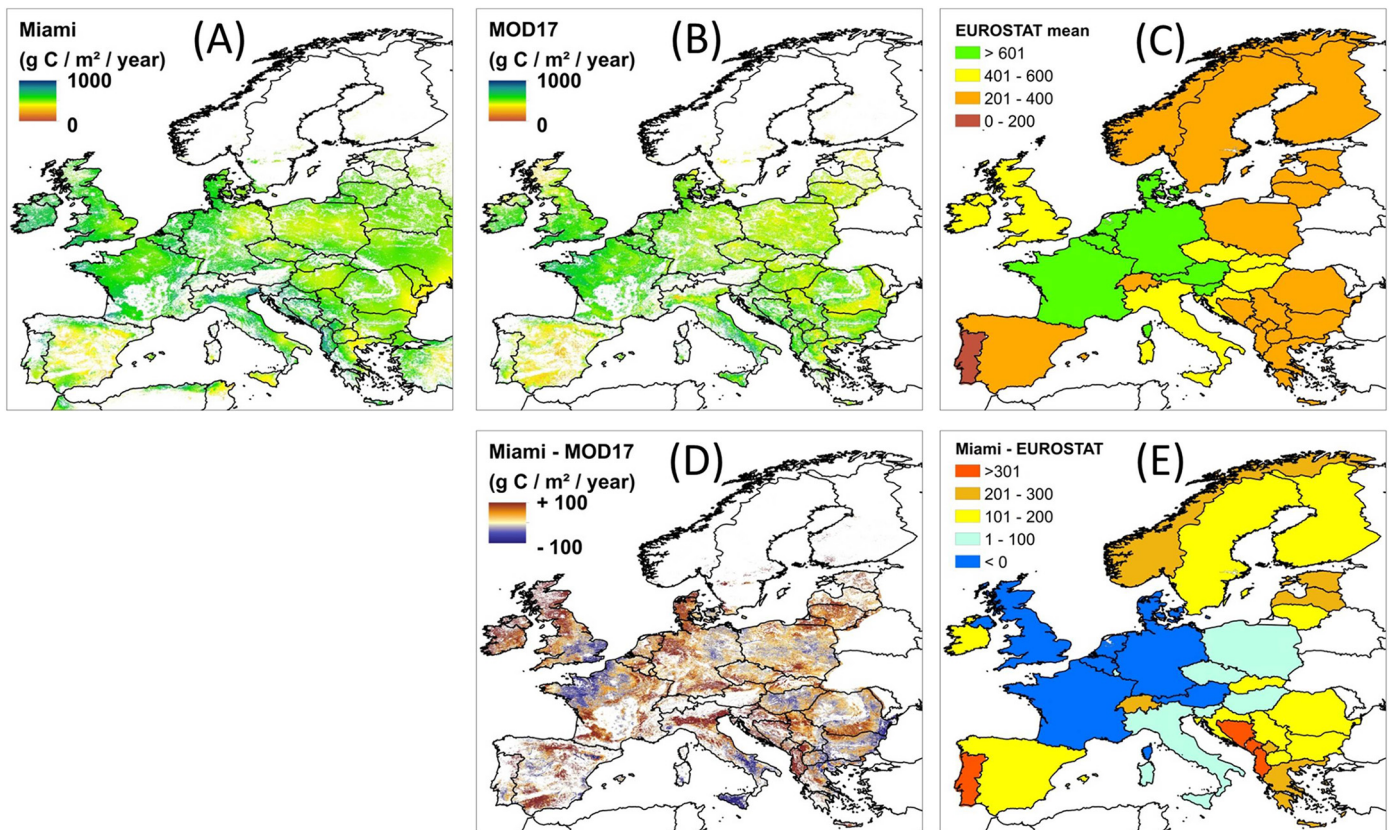 Miami
(g C / m² / year)
1000
0
(A)
MOD17
(g C / m² / year)
1000
0
(B)
EUROSTAT mean
> 601
401 - 600
201 - 400
0 - 200
(C)
Miami - MOD17
(g C / m² / year)
+ 100
- 100
(D)
Miami - EUROSTAT
>301
201 - 300
101 - 200
1 - 100
< 0
(E)